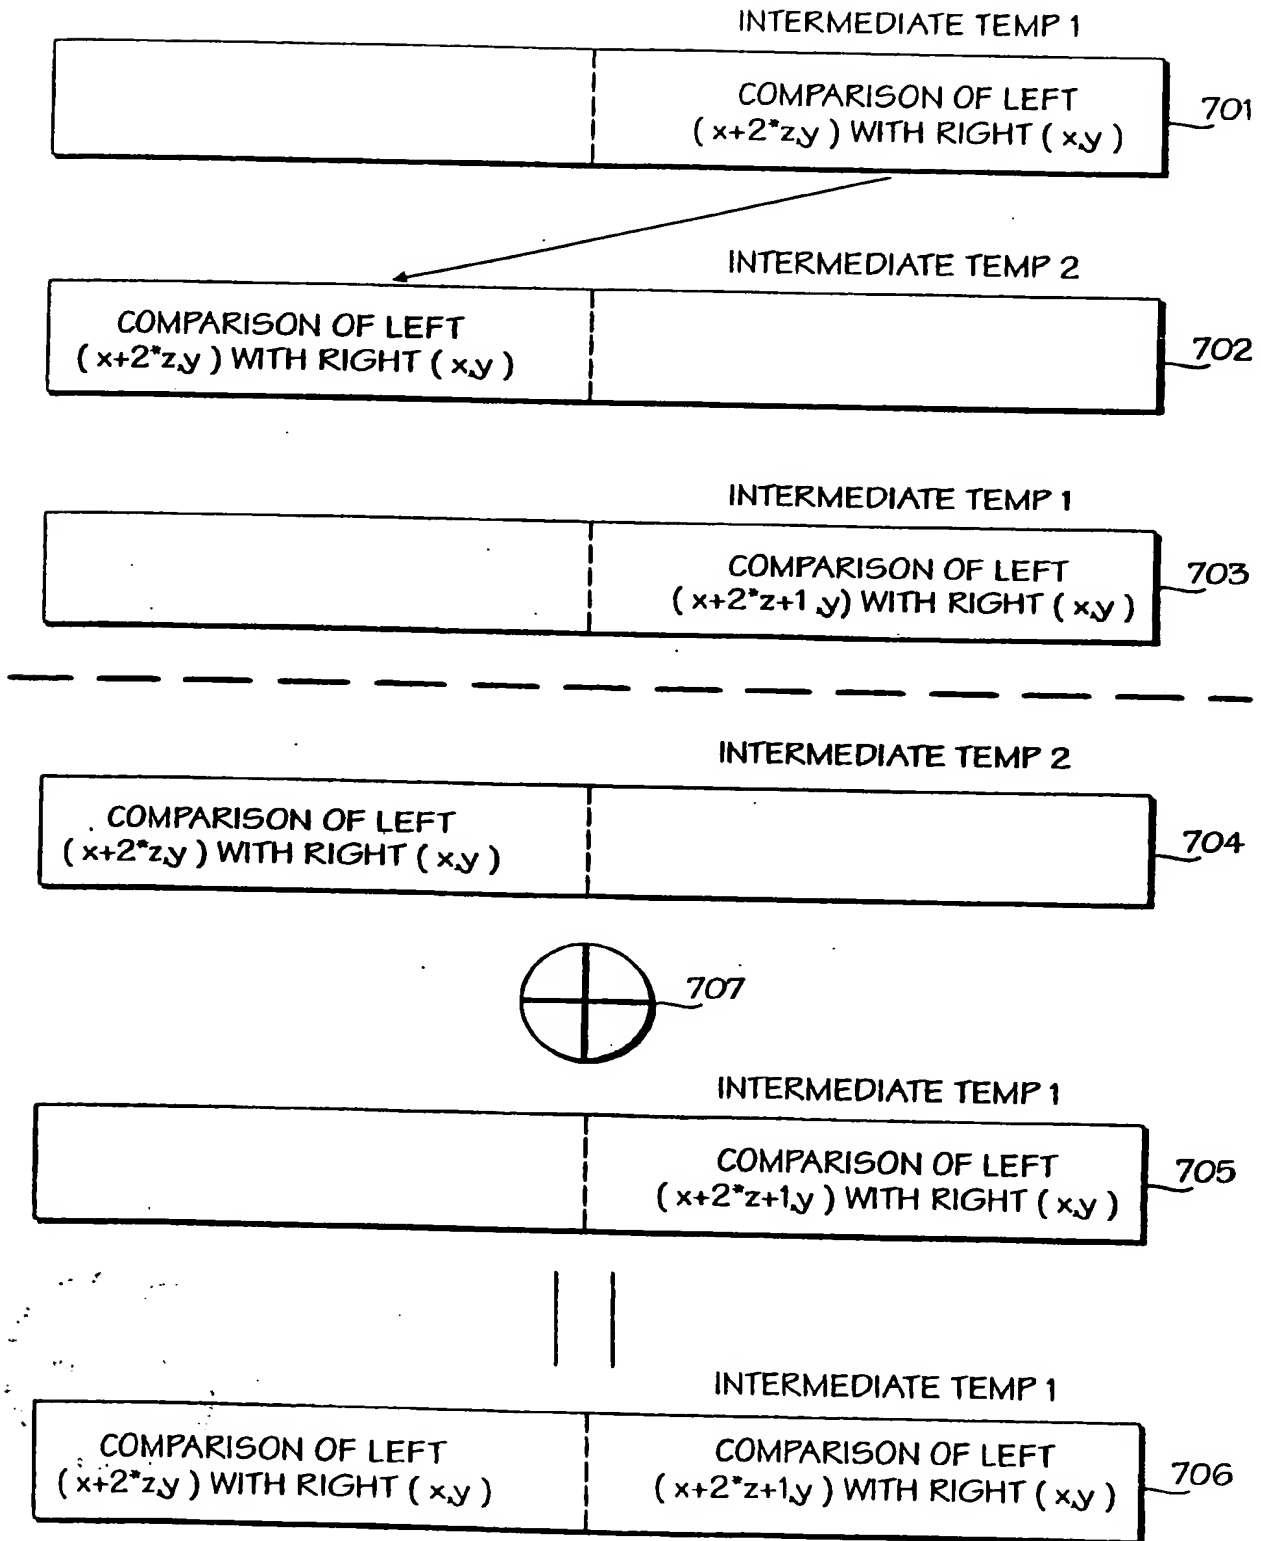 INTERMEDIATE TEMP 1
COMPARISON OF LEFT
(x+2*z,y) WITH RIGHT (x,y)
701
INTERMEDIATE TEMP 2
COMPARISON OF LEFT
(x+2*z,y) WITH RIGHT (x,y)
702
INTERMEDIATE TEMP 1
COMPARISON OF LEFT
(x+2*z+1,y) WITH RIGHT (x,y)
703
INTERMEDIATE TEMP 2
COMPARISON OF LEFT
(x+2*z,y) WITH RIGHT (x,y)
704
707
INTERMEDIATE TEMP 1
COMPARISON OF LEFT
(x+2*z+1,y) WITH RIGHT (x,y)
705
INTERMEDIATE TEMP 1
COMPARISON OF LEFT
(x+2*z,y) WITH RIGHT (x,y)
COMPARISON OF LEFT
(x+2*z+1,y) WITH RIGHT (x,y)
706